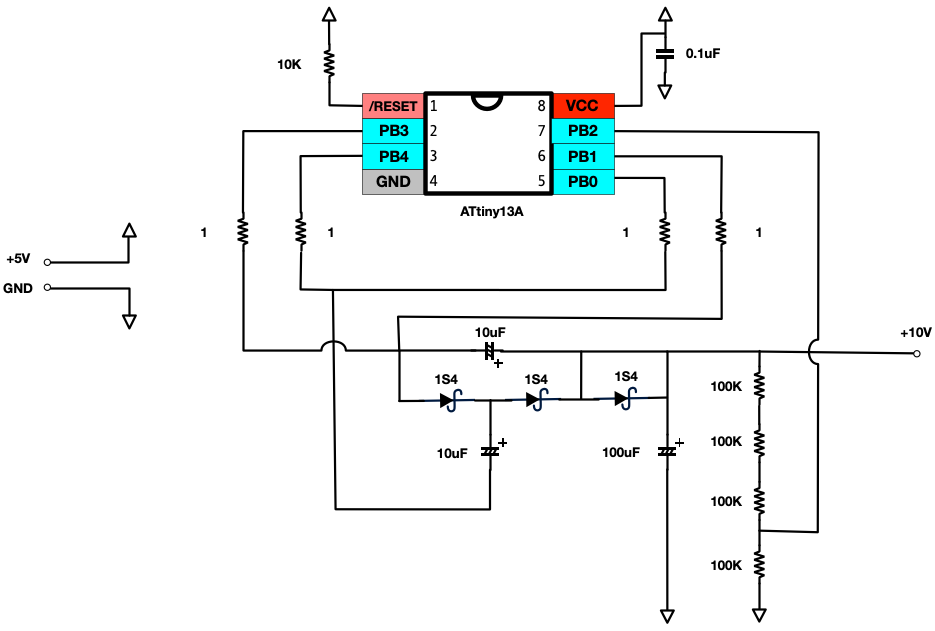 10K
0.1uF
/RESET 1 8 VCC
PB3 2 7 PB2
PB4 3 6 PB1
GND 4 5 PB0
ATtiny13A
1 1 1 1
+5V
GND
10uF
+
+10V
1S4 1S4 1S4
100K
+ +
10uF 100uF 100K
100K
100K